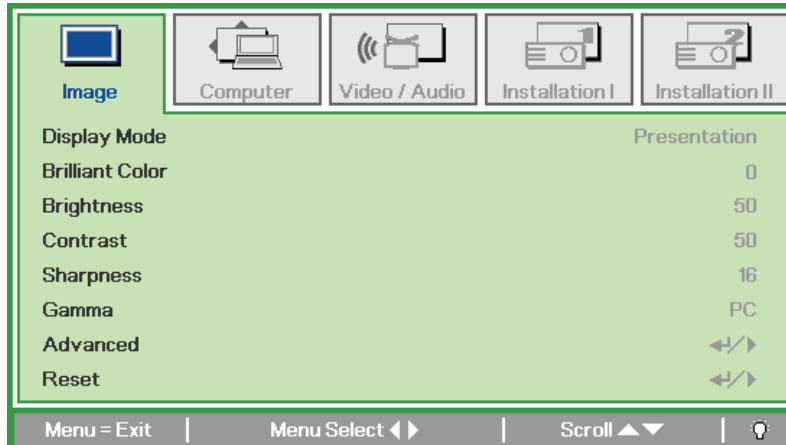 Image Computer Video / Audio Installation I Installation II
Display Mode Presentation
Brilliant Color 0
Brightness 50
Contrast 50
Sharpness 16
Gamma PC
Advanced
Reset
Menu = Exit Menu Select Scroll